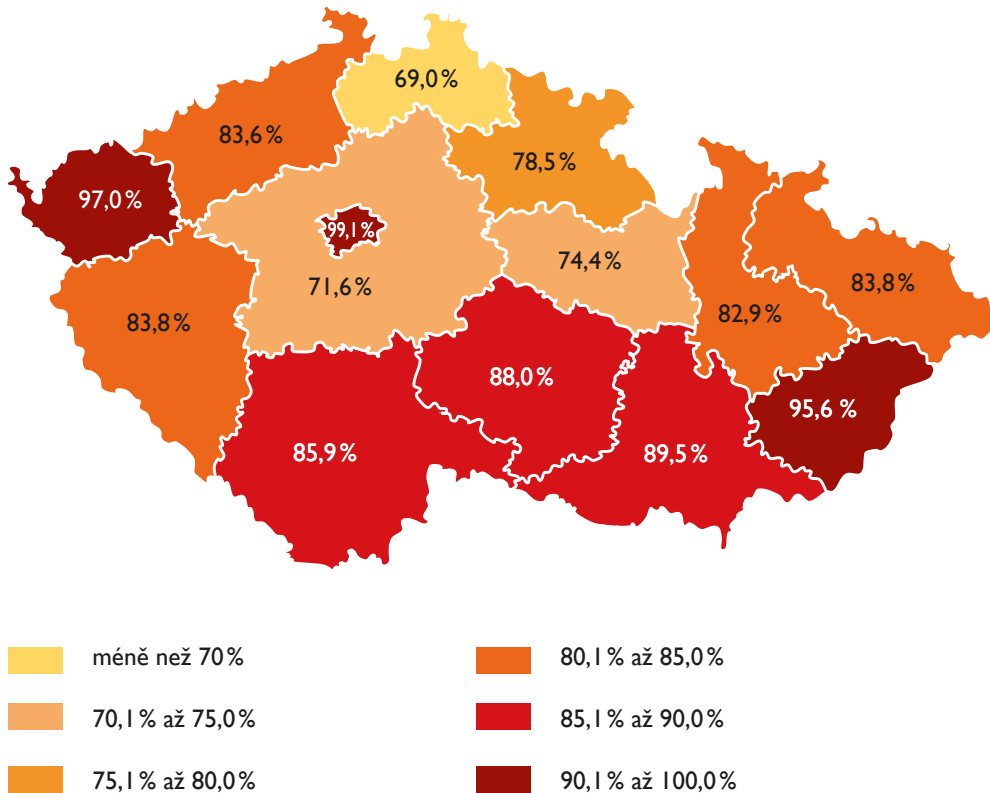 69,0 %
83,6 %
78,5 %
97,0 %
99,1 %
74,4 %
71,6 %
83,8 %
83,8 %
82,9 %
88,0 %
95,6 %
85,9 %
89,5 %
méně než 70 %
70,1 % až 75,0 %
75,1 % až 80,0 %
80,1 % až 85,0 %
85,1 % až 90,0 %
90,1 % až 100,0 %